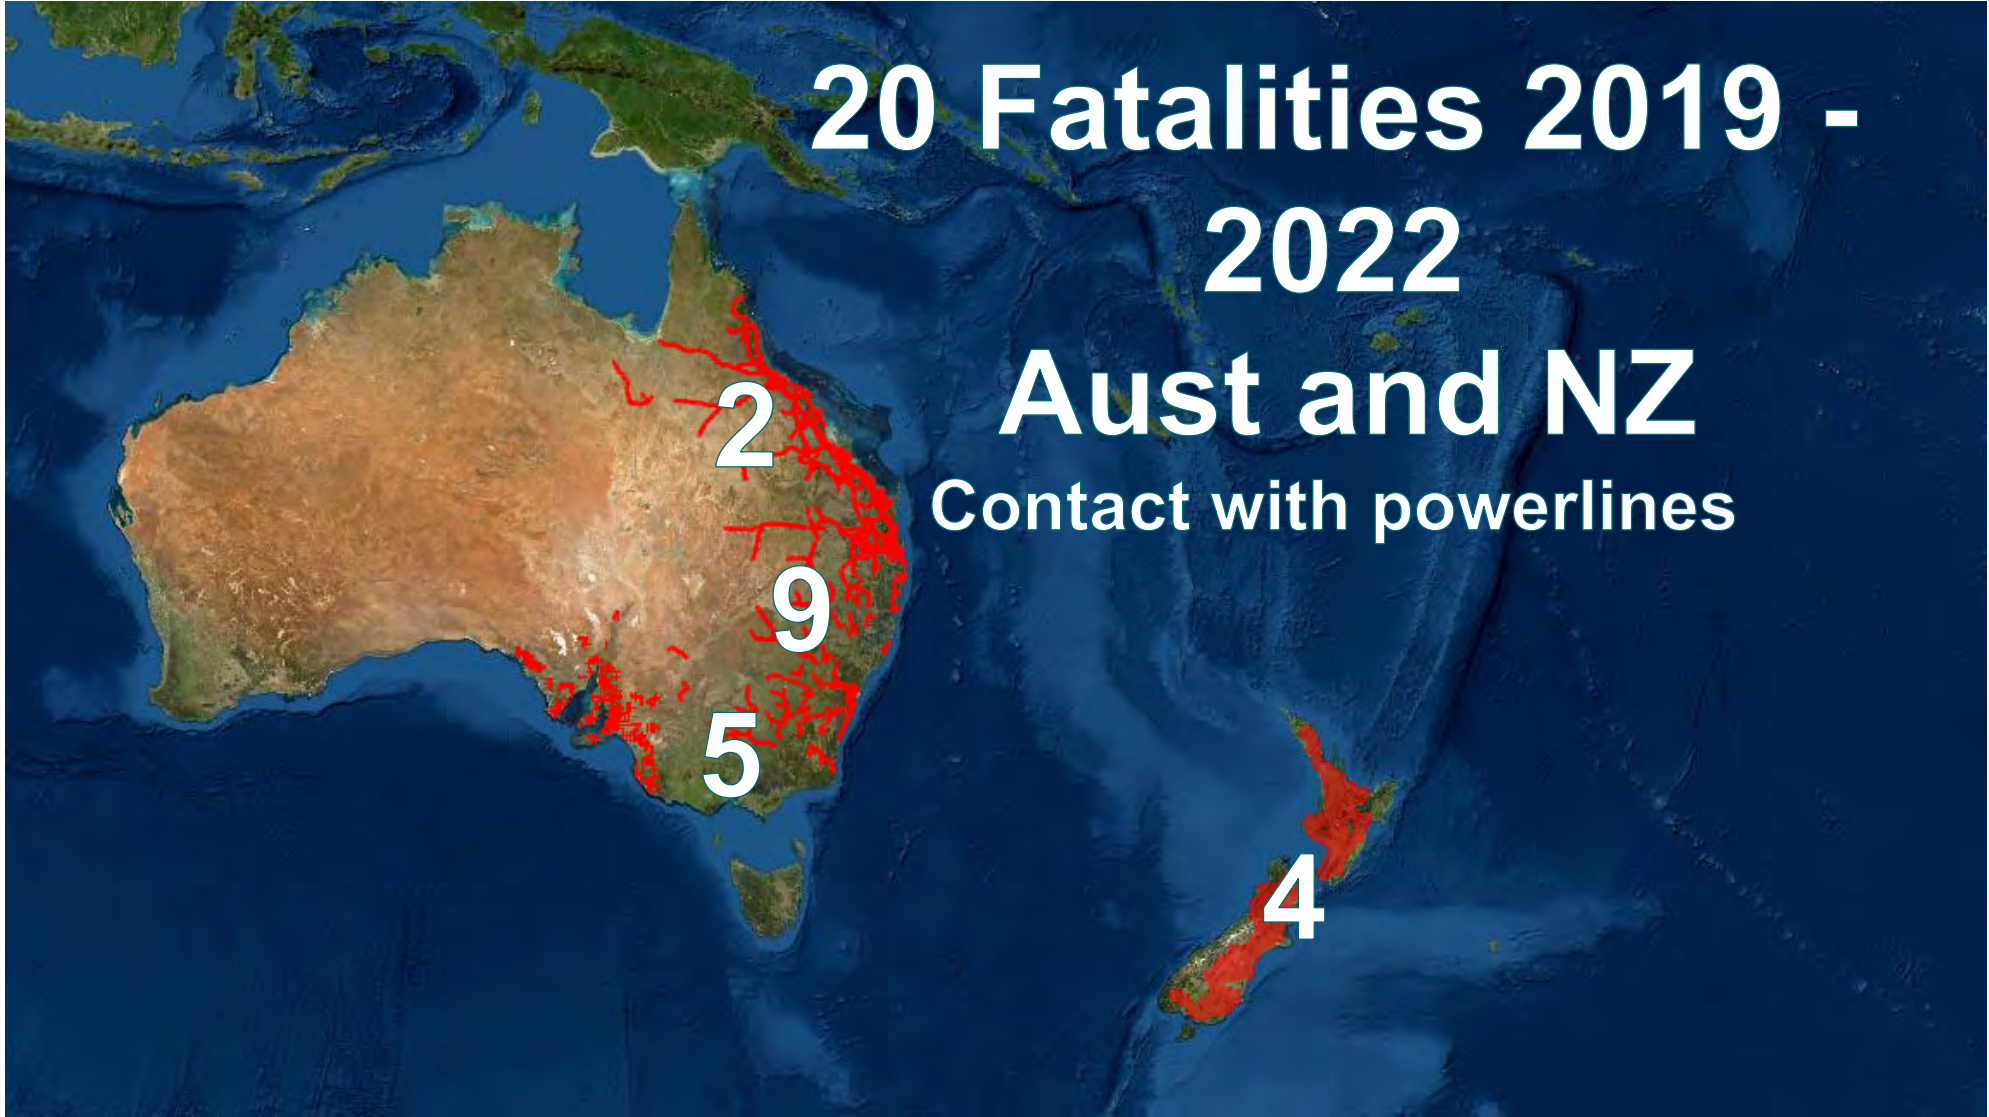 20 Fatalities 2019 -
2022
Aust and NZ
Contact with powerlines
2
9
5
4